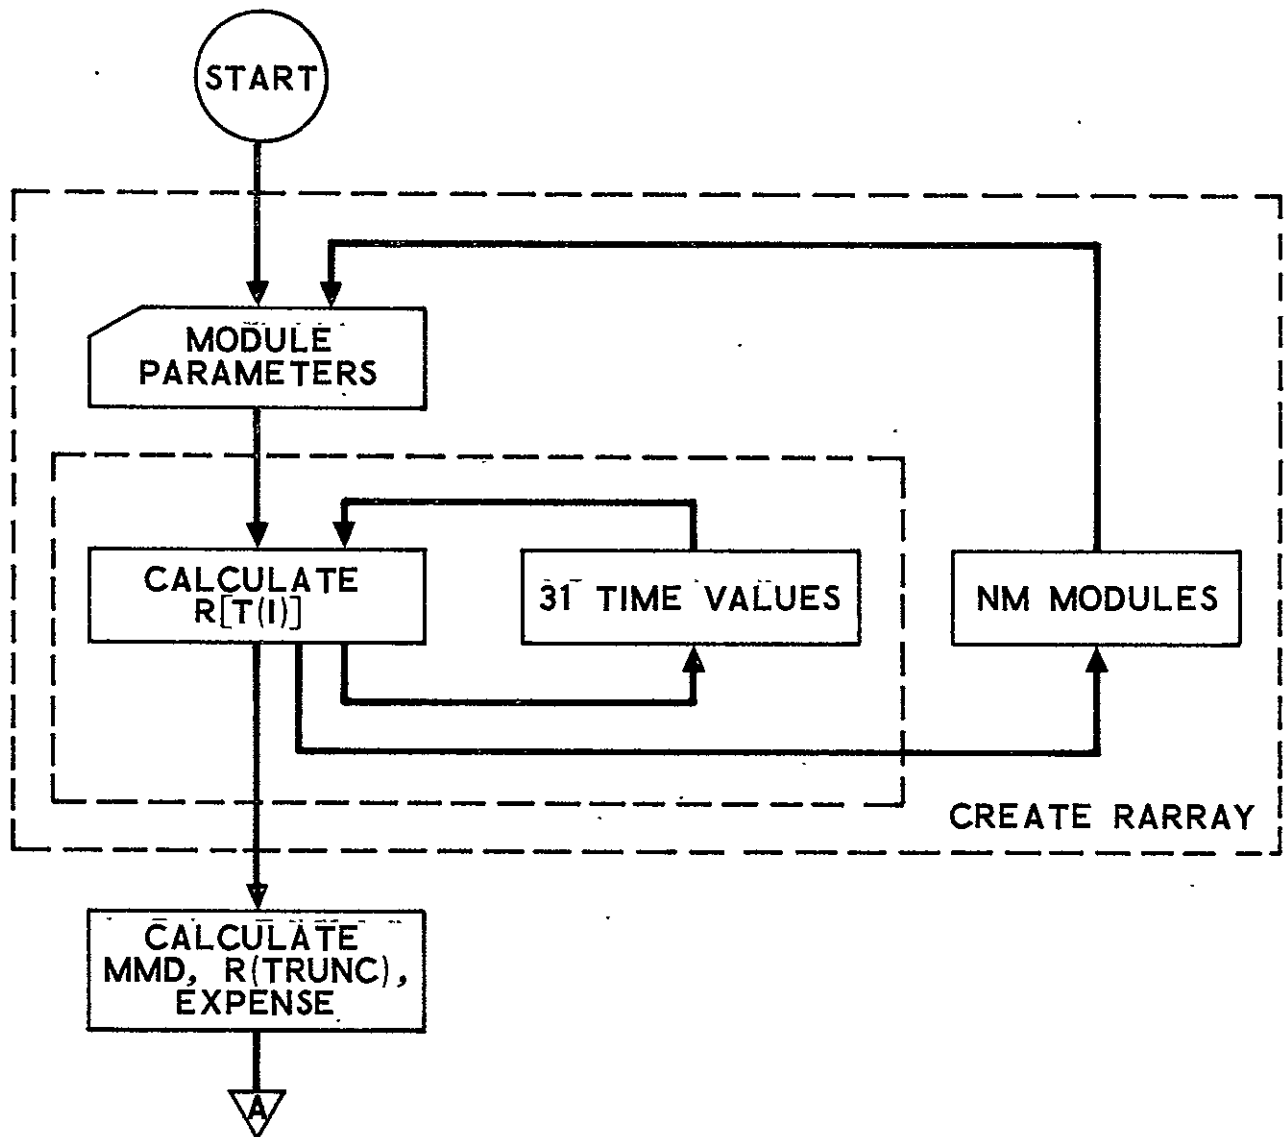 START
MODULE
PARAMETERS
CALCULATE
R[T(I)]
31 TIME VALUES
NM MODULES
CREATE RARRAY
CALCULATE
MMD, R(TRUNC),
EXPENSE
A